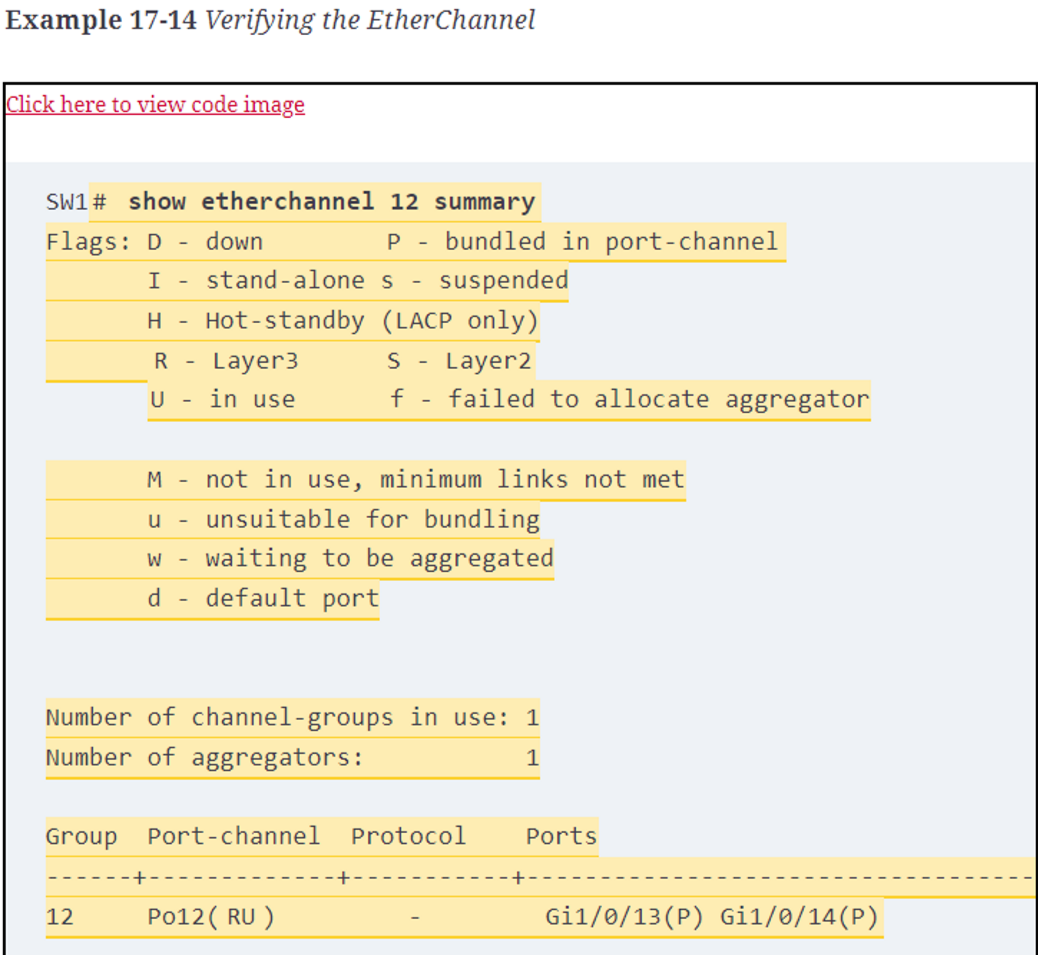 Example 17-14 Verifying the EtherChannel
Click here to view code image
SW1# show etherchannel 12 summary
Flags: D - down        P - bundled in port-channel
       I - stand-alone s - suspended
       H - Hot-standby (LACP only)
       R - Layer3      S - Layer2
       U - in use      f - failed to allocate aggregator
       M - not in use, minimum links not met
       u - unsuitable for bundling
       w - waiting to be aggregated
       d - default port
Number of channel-groups in use: 1
Number of aggregators:           1
Group  Port-channel  Protocol    Ports
------+-------------+-----------+-----------------------------------
12     Po12( RU )         -        Gi1/0/13(P) Gi1/0/14(P)